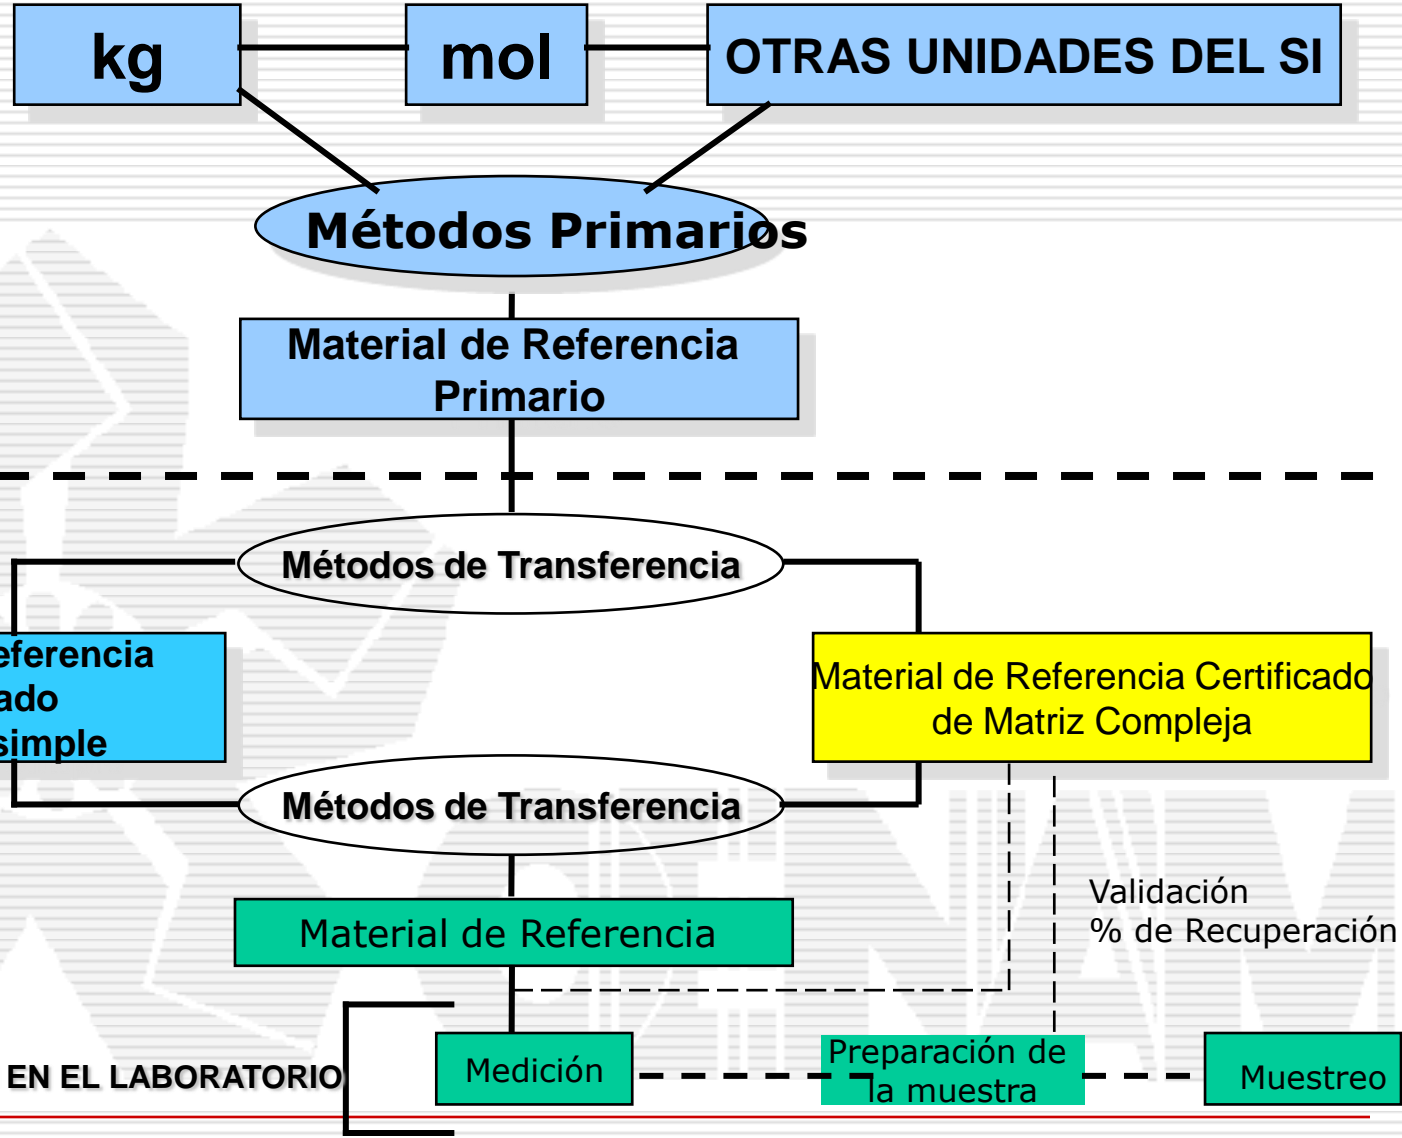 kg
mol
OTRAS UNIDADES DEL SI
Métodos Primarios
Material de Referencia
Primario
Métodos de Transferencia
eferencia
ado
simple
Material de Referencia Certificado
de Matriz Compleja
Métodos de Transferencia
Validación
% de Recuperación
Material de Referencia
EN EL LABORATORIO
Medición
Preparación de
la muestra
Muestreo